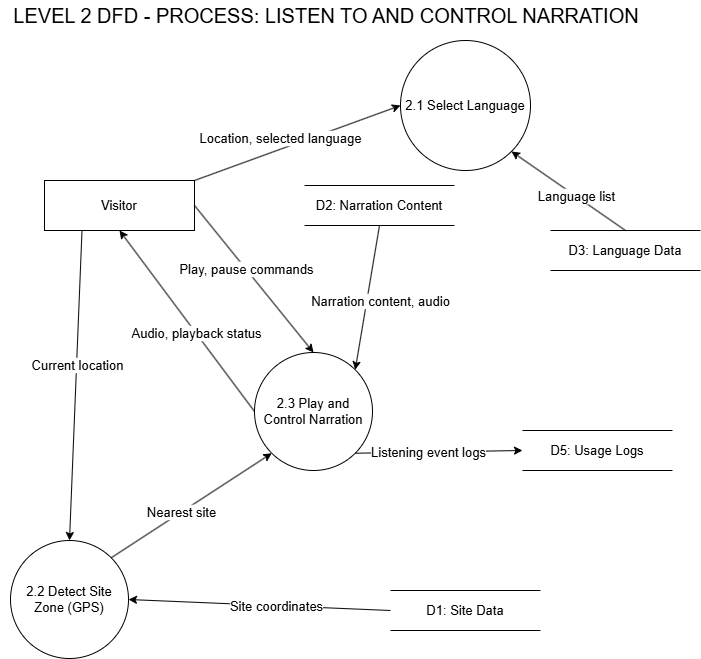 LEVEL 2 DFD - PROCESS: LISTEN TO AND CONTROL NARRATION
2.1 Select Language
Location, selected language
Language list
Visitor
D2: Narration Content
D3: Language Data
Play, pause commands
Narration content, audio
Audio, playback status
Current location
2.3 Play and
Control Narration
Listening event logs
D5: Usage Logs
Nearest site
2.2 Detect Site
Zone (GPS)
Site coordinates
D1: Site Data